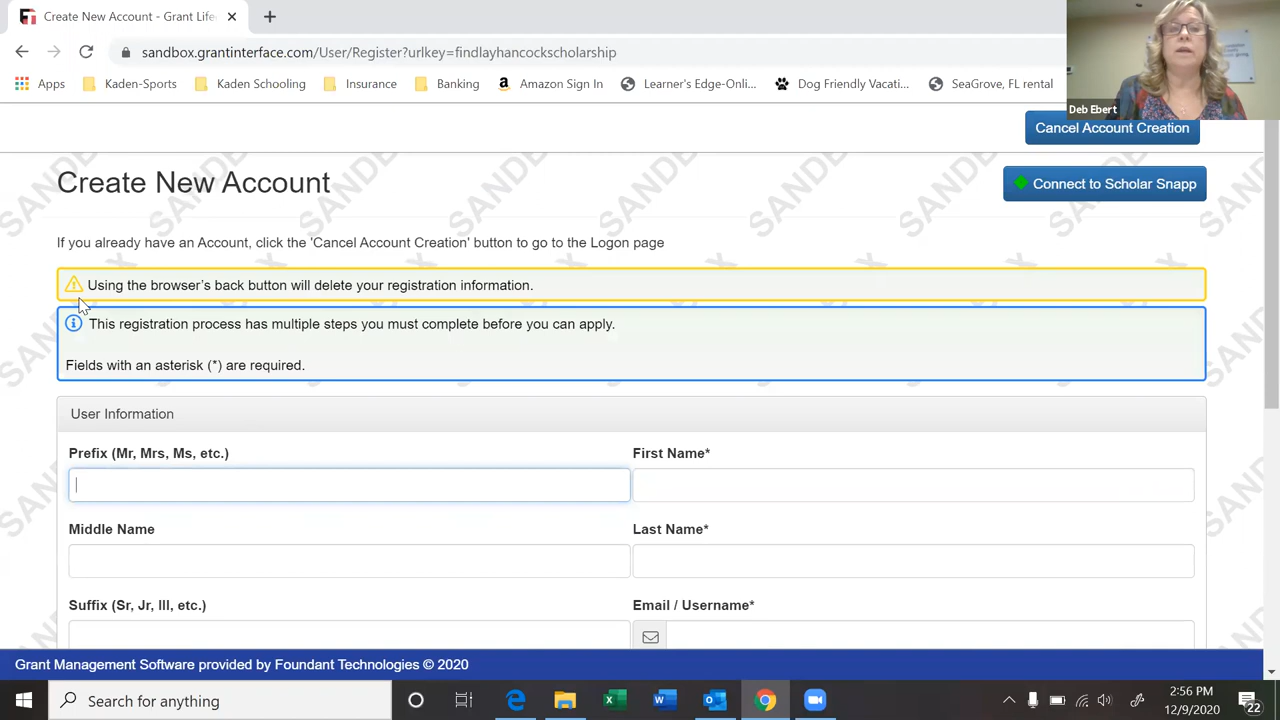 Create New Account - Grant Life
sandbox.grantinterface.com/User/Register?urlkey=findlayhancockscholarship
Apps Kaden-Sports Kaden Schooling Insurance Banking Amazon Sign In Learner's Edge-Onli... Dog Friendly Vacati... SeaGrove, FL rental
Deb Ebert
Cancel Account Creation
Create New Account
Connect to Scholar Snapp
If you already have an Account, click the 'Cancel Account Creation' button to go to the Logon page
Using the browser's back button will delete your registration information.
This registration process has multiple steps you must complete before you can apply.
Fields with an asterisk (*) are required.
User Information
Prefix (Mr, Mrs, Ms, etc.) First Name*
Middle Name Last Name*
Suffix (Sr, Jr, III, etc.) Email / Username*
Grant Management Software provided by Foundant Technologies © 2020
Search for anything
2:56 PM
12/9/2020
22